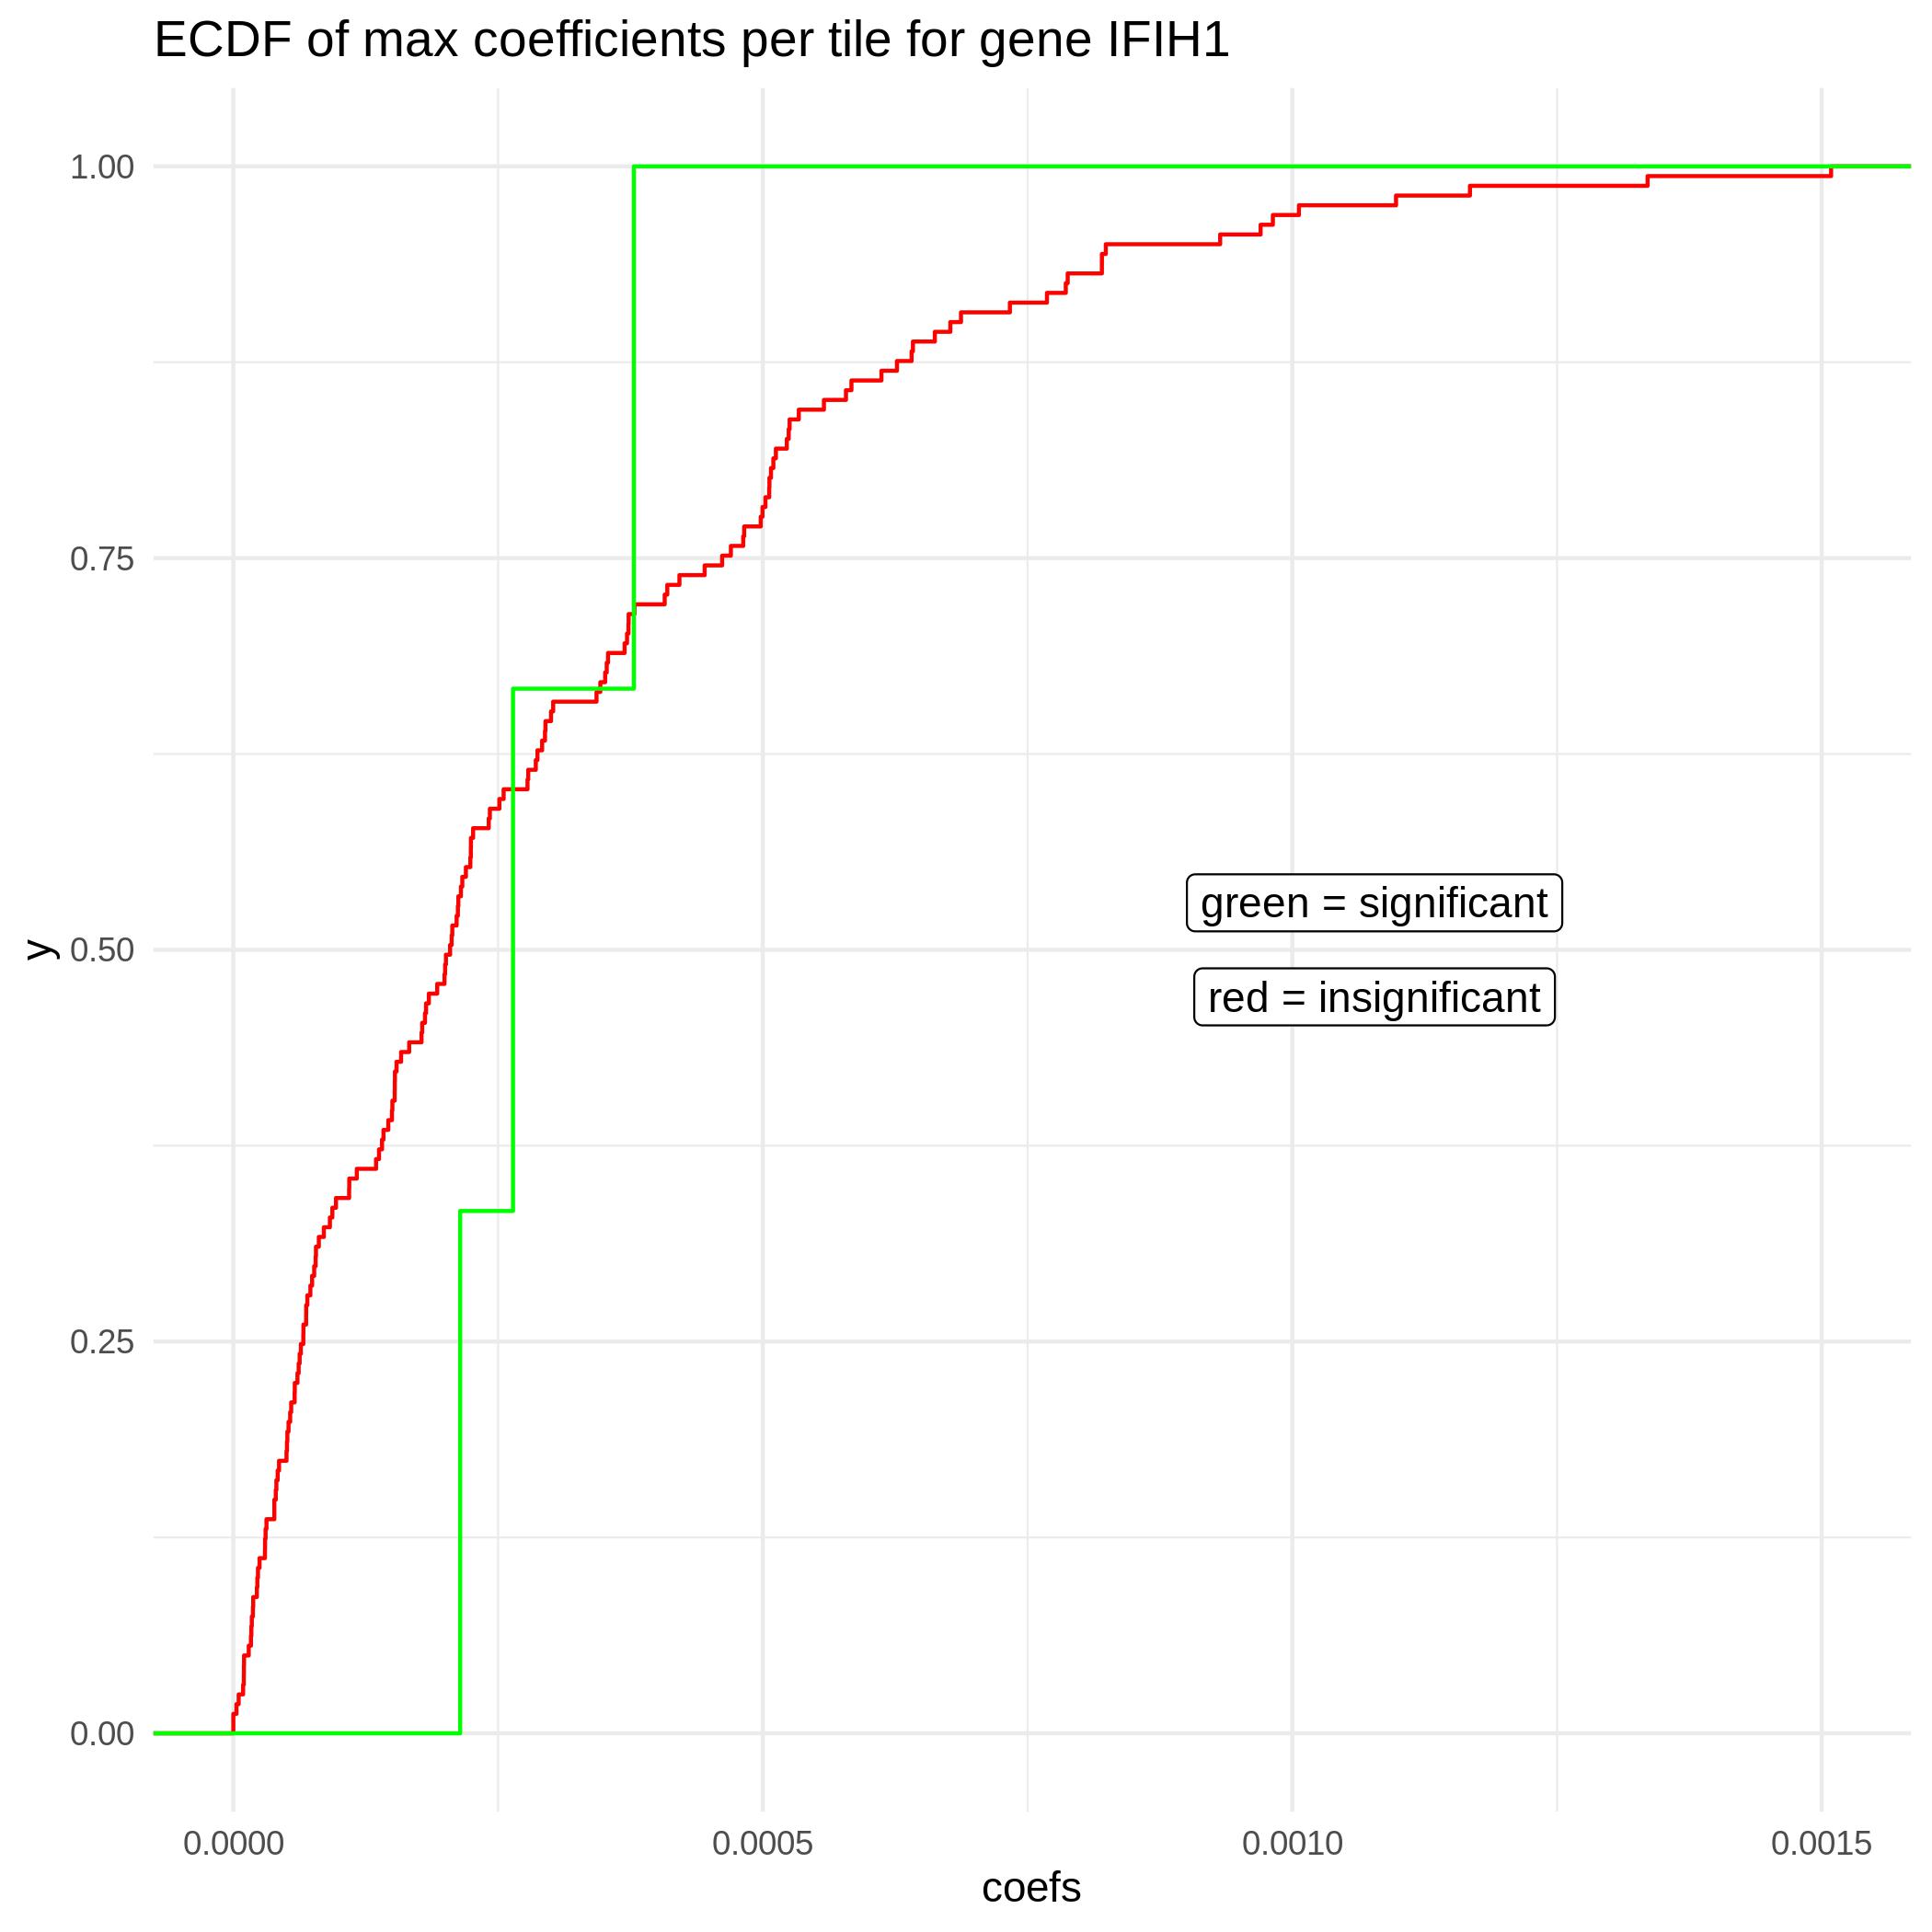 ECDF of max coefficients per tile for gene IFIH1
1.00
0.75
0.50
0.25
0.00
y
green = significant
red = insignificant
0.0000
0.0005
0.0010
0.0015
coefs